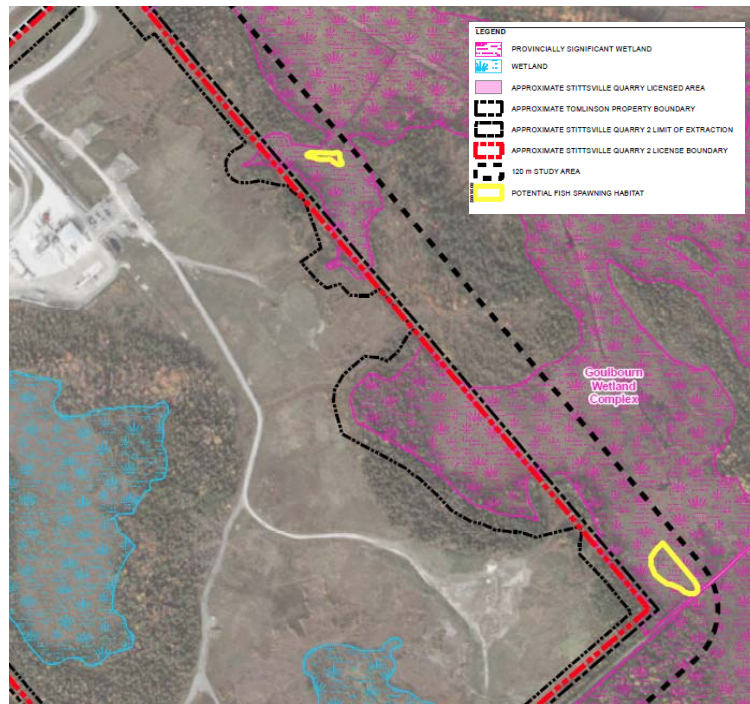 LEGEND
PROVINCIALLY SIGNIFICANT WETLAND
WETLAND
APPROXIMATE STITTSVILLE QUARRY LICENSED AREA
APPROXIMATE TOMLINSON PROPERTY BOUNDARY
APPROXIMATE STITTSVILLE QUARRY 2 LIMIT OF EXTRACTION
APPROXIMATE STITTSVILLE QUARRY 2 LICENSE BOUNDARY
120 m STUDY AREA
POTENTIAL FISH SPAWNING HABITAT
Goulbourn
Wetland
Complex